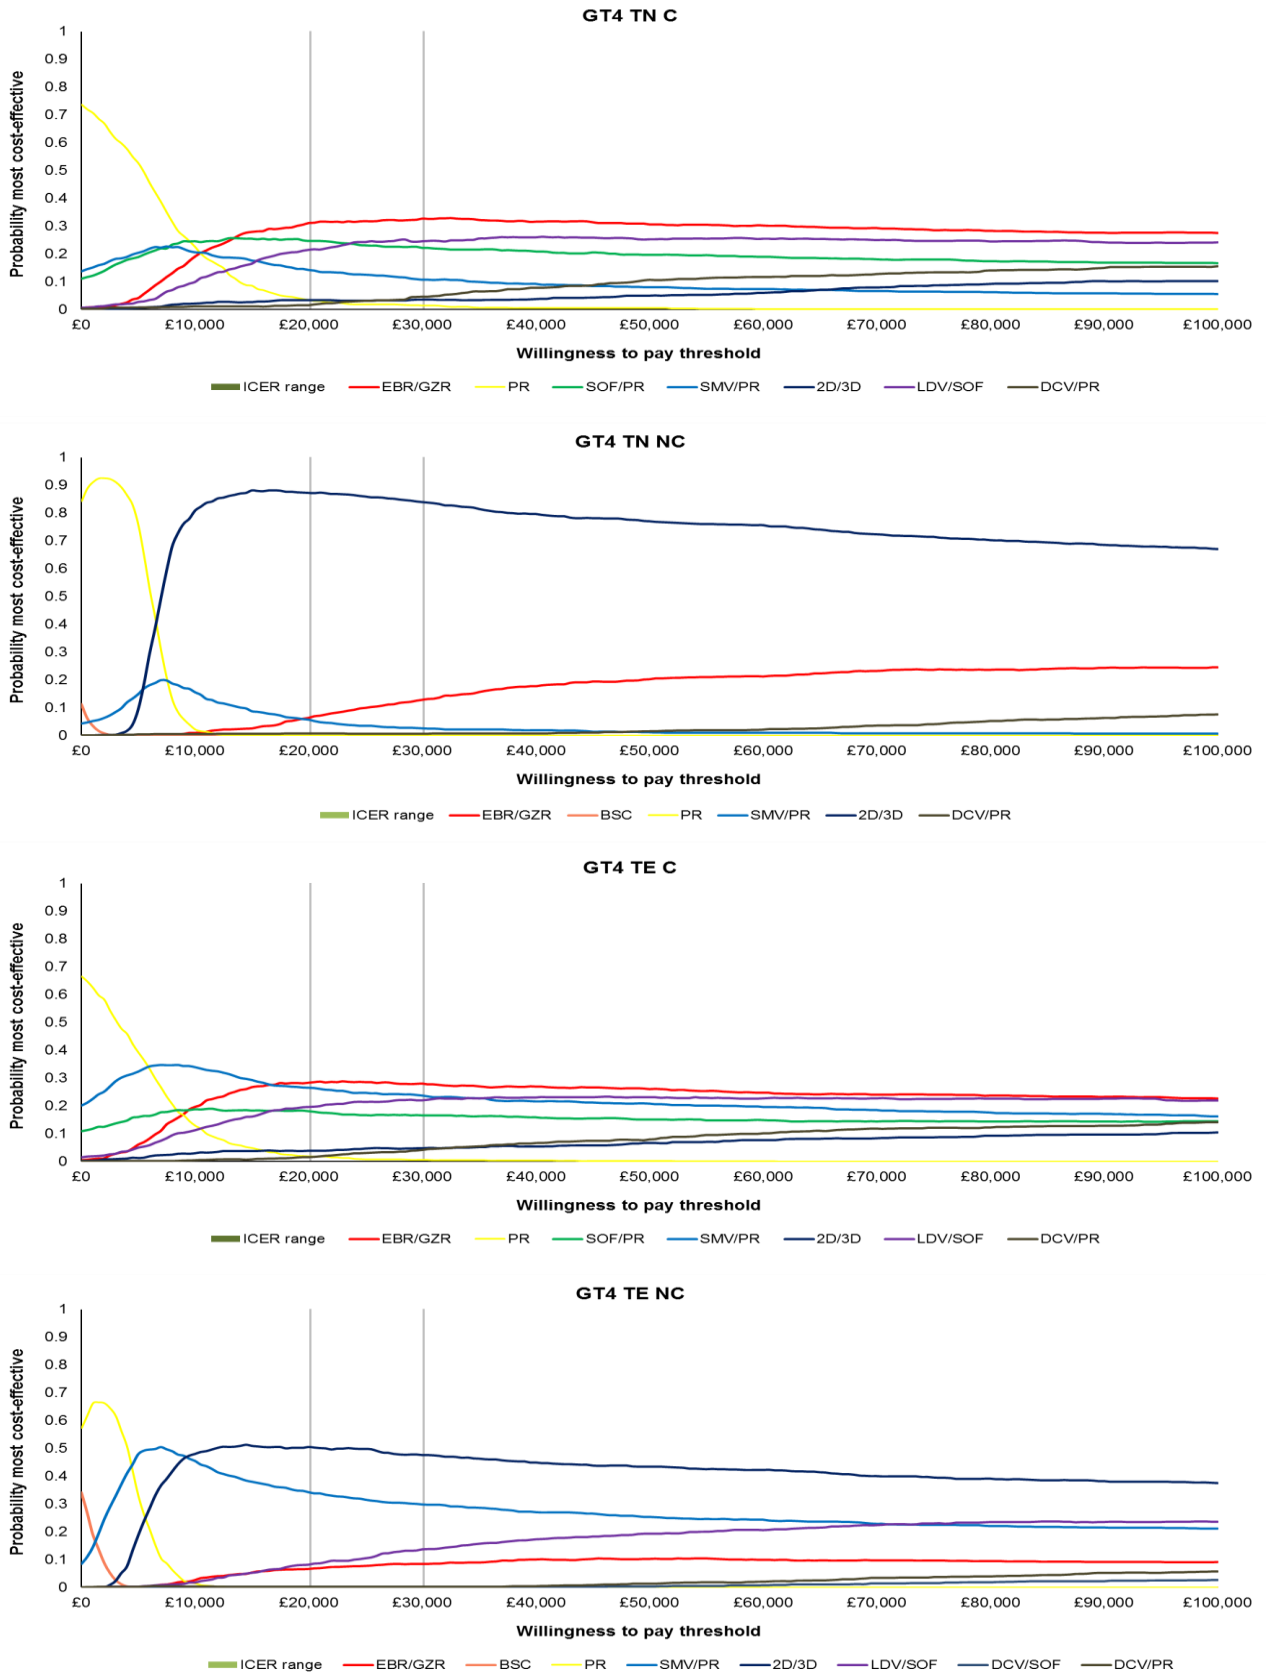 GT4 TN C
Probability most cost-effective
1
0.9
0.8
0.7
0.6
0.5
0.4
0.3
0.2
0.1
0
£0 £10,000 £20,000 £30,000 £40,000 £50,000 £60,000 £70,000 £80,000 £90,000 £100,000
Willingness to pay threshold
ICER range EBR/GZR PR SOF/PR SMV/PR 2D/3D LDV/SOF DCV/PR
GT4 TN NC
Probability most cost-effective
1
0.9
0.8
0.7
0.6
0.5
0.4
0.3
0.2
0.1
0
£0 £10,000 £20,000 £30,000 £40,000 £50,000 £60,000 £70,000 £80,000 £90,000 £100,000
Willingness to pay threshold
ICER range EBR/GZR BSC PR SMV/PR 2D/3D DCV/PR
GT4 TE C
Probability most cost-effective
1
0.9
0.8
0.7
0.6
0.5
0.4
0.3
0.2
0.1
0
£0 £10,000 £20,000 £30,000 £40,000 £50,000 £60,000 £70,000 £80,000 £90,000 £100,000
Willingness to pay threshold
ICER range EBR/GZR PR SOF/PR SMV/PR 2D/3D LDV/SOF DCV/PR
GT4 TE NC
Probability most cost-effective
1
0.9
0.8
0.7
0.6
0.5
0.4
0.3
0.2
0.1
0
£0 £10,000 £20,000 £30,000 £40,000 £50,000 £60,000 £70,000 £80,000 £90,000 £100,000
Willingness to pay threshold
ICER range EBR/GZR BSC PR SMV/PR 2D/3D LDV/SOF DCV/SOF DCV/PR